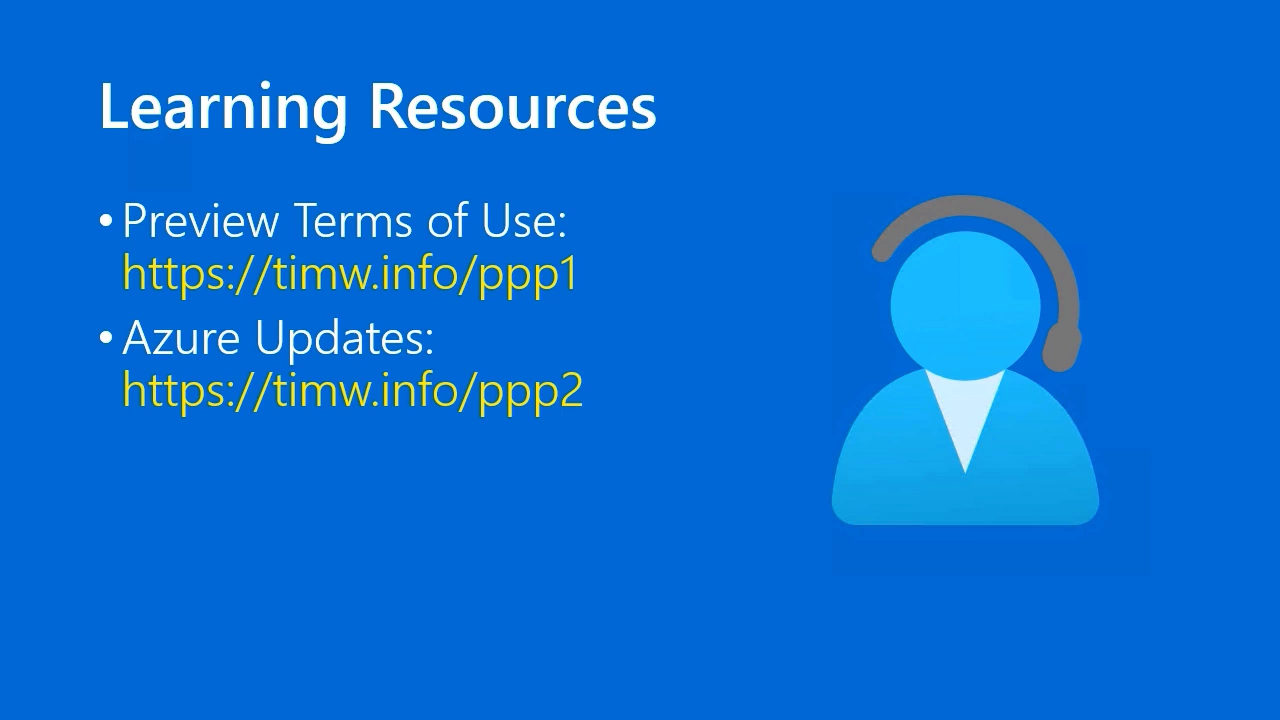 Learning Resources
• Preview Terms of Use:
https://timw.info/ppp1
• Azure Updates:
https://timw.info/ppp2